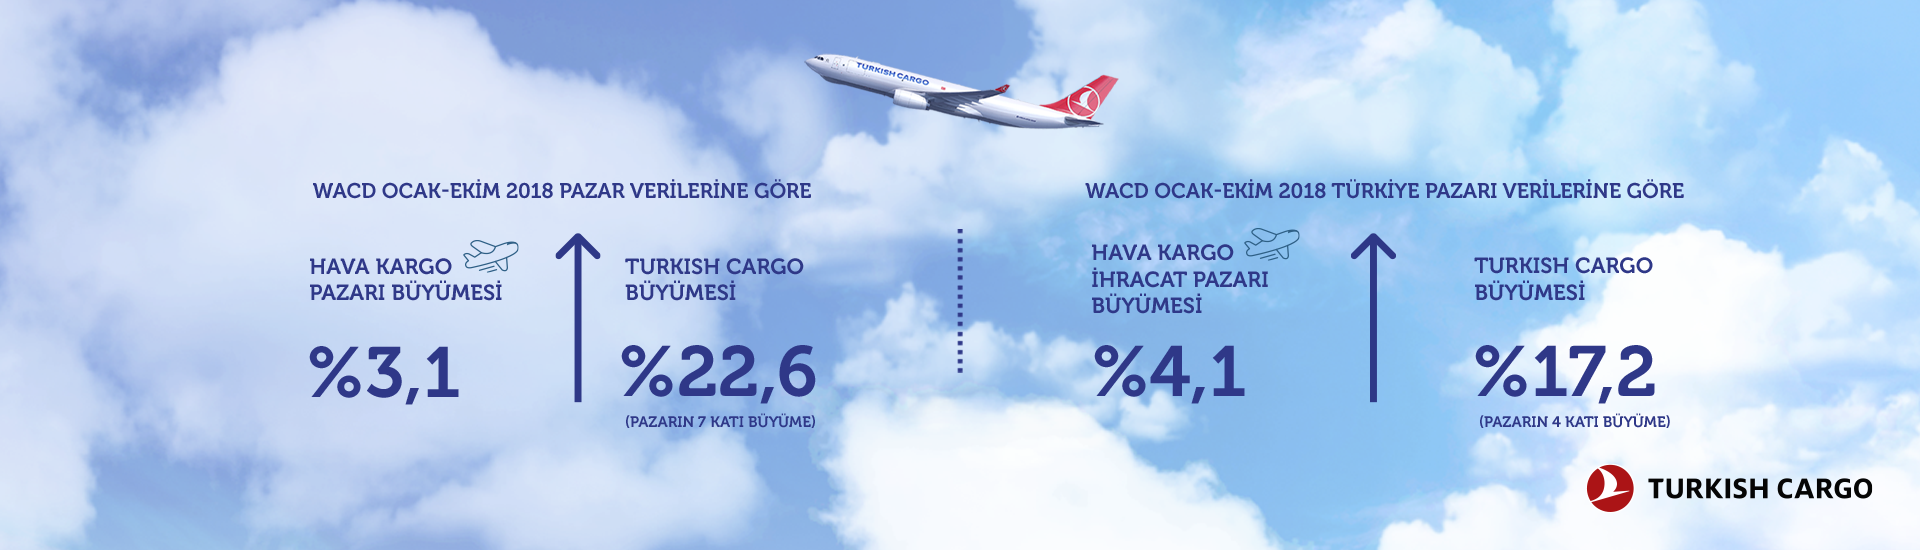 TURKISH CARGO
WACD OCAK-EKİM 2018 PAZAR VERİLERİNE GÖRE
HAVA KARGO
PAZARI BÜYÜMESİ
%3,1
TURKISH CARGO
BÜYÜMESİ
%22,6
(PAZARIN 7 KATI BÜYÜME)
WACD OCAK-EKİM 2018 TÜRKİYE PAZARI VERİLERİNE GÖRE
HAVA KARGO
İHRACAT PAZARI
BÜYÜMESİ
%4,1
TURKISH CARGO
BÜYÜMESİ
%17,2
(PAZARIN 4 KATI BÜYÜME)
TURKISH CARGO